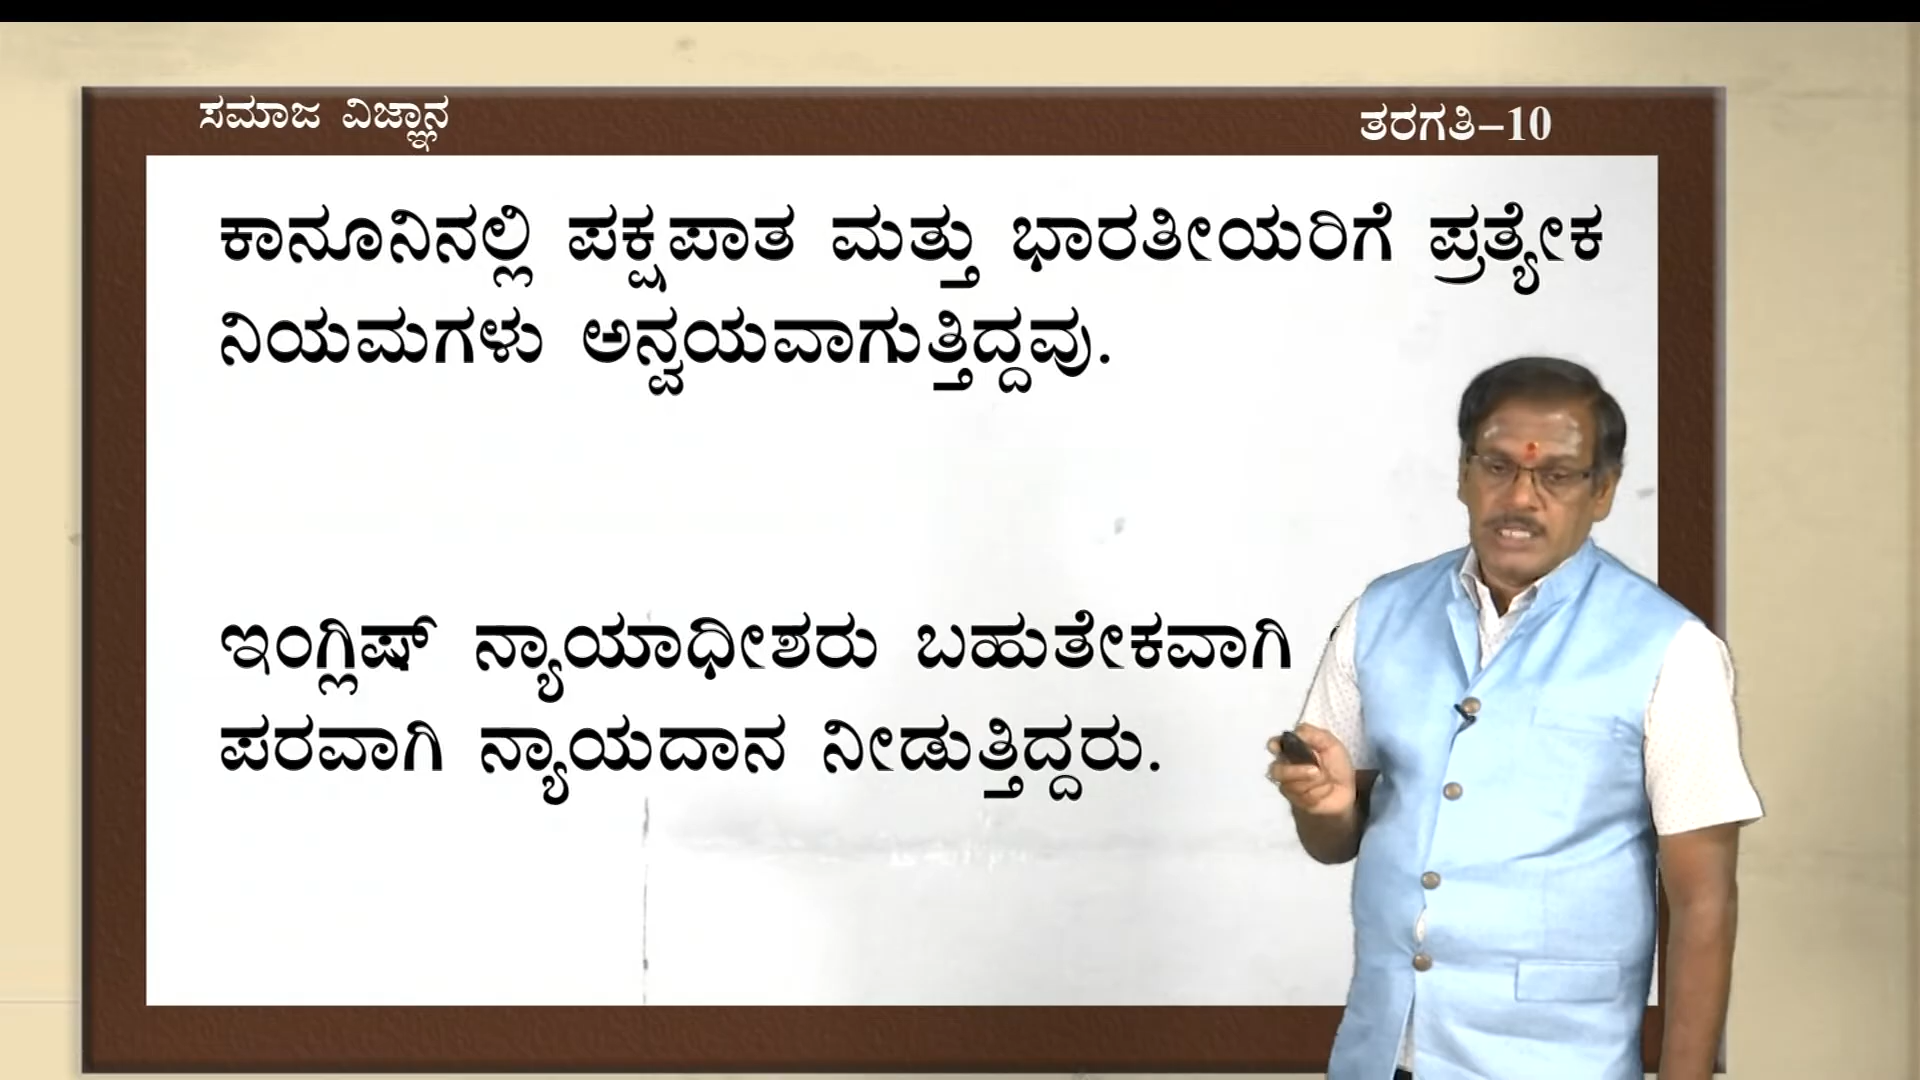 ಸಮಾಜ ವಿಜ್ಞಾನ
ತರಗತಿ–10
ಕಾನೂನಿನಲ್ಲಿ ಪಕ್ಷಪಾತ ಮತ್ತು ಭಾರತೀಯರಿಗೆ ಪ್ರತ್ಯೇಕ
ನಿಯಮಗಳು ಅನ್ವಯವಾಗುತ್ತಿದ್ದವು.
ಇಂಗ್ಲಿಷ್ ನ್ಯಾಯಾಧೀಶರು ಬಹುತೇಕವಾಗಿ
ಪರವಾಗಿ ನ್ಯಾಯದಾನ ನೀಡುತ್ತಿದ್ದರು.